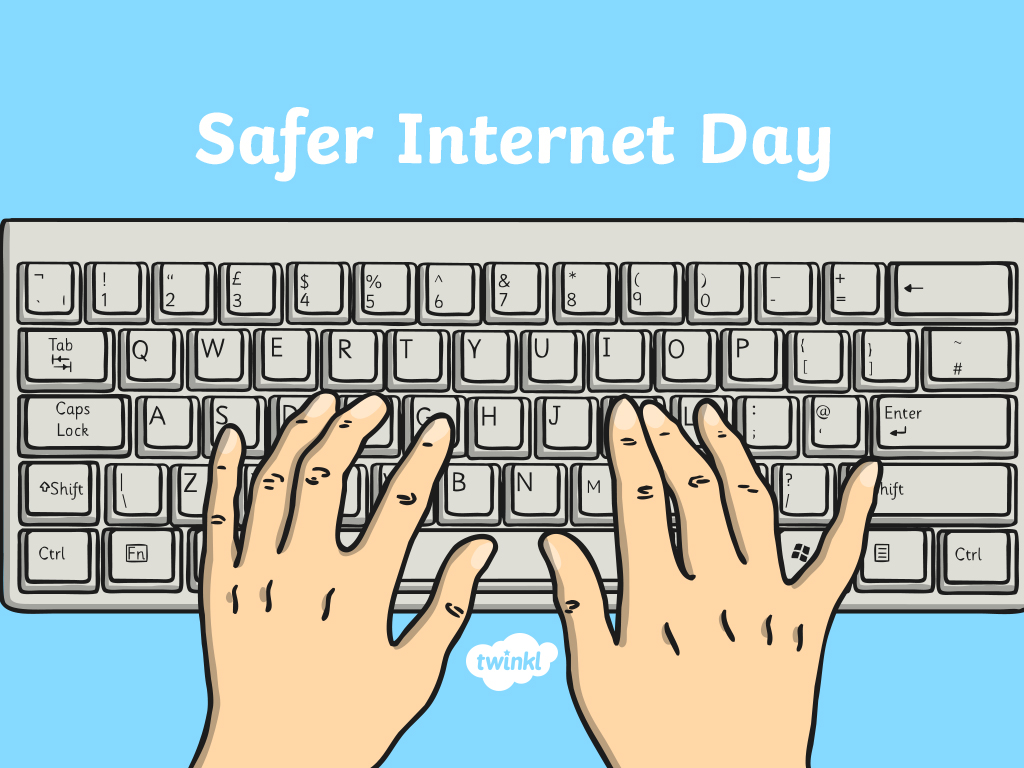 Safer Internet Day
¬ ` ¦ ! 1 " 2 £ 3 $ 4 % 5 ^ 6 & 7 * 8 ( 9 ) 0 _ - + = ←
Tab Q W E R T Y U I O P { [ } ] ~ #
Caps Lock A S D G H J L : ; @ ' Enter
Shift | \ Z B N M ? / hift
Ctrl Fn Ctrl
twinkl